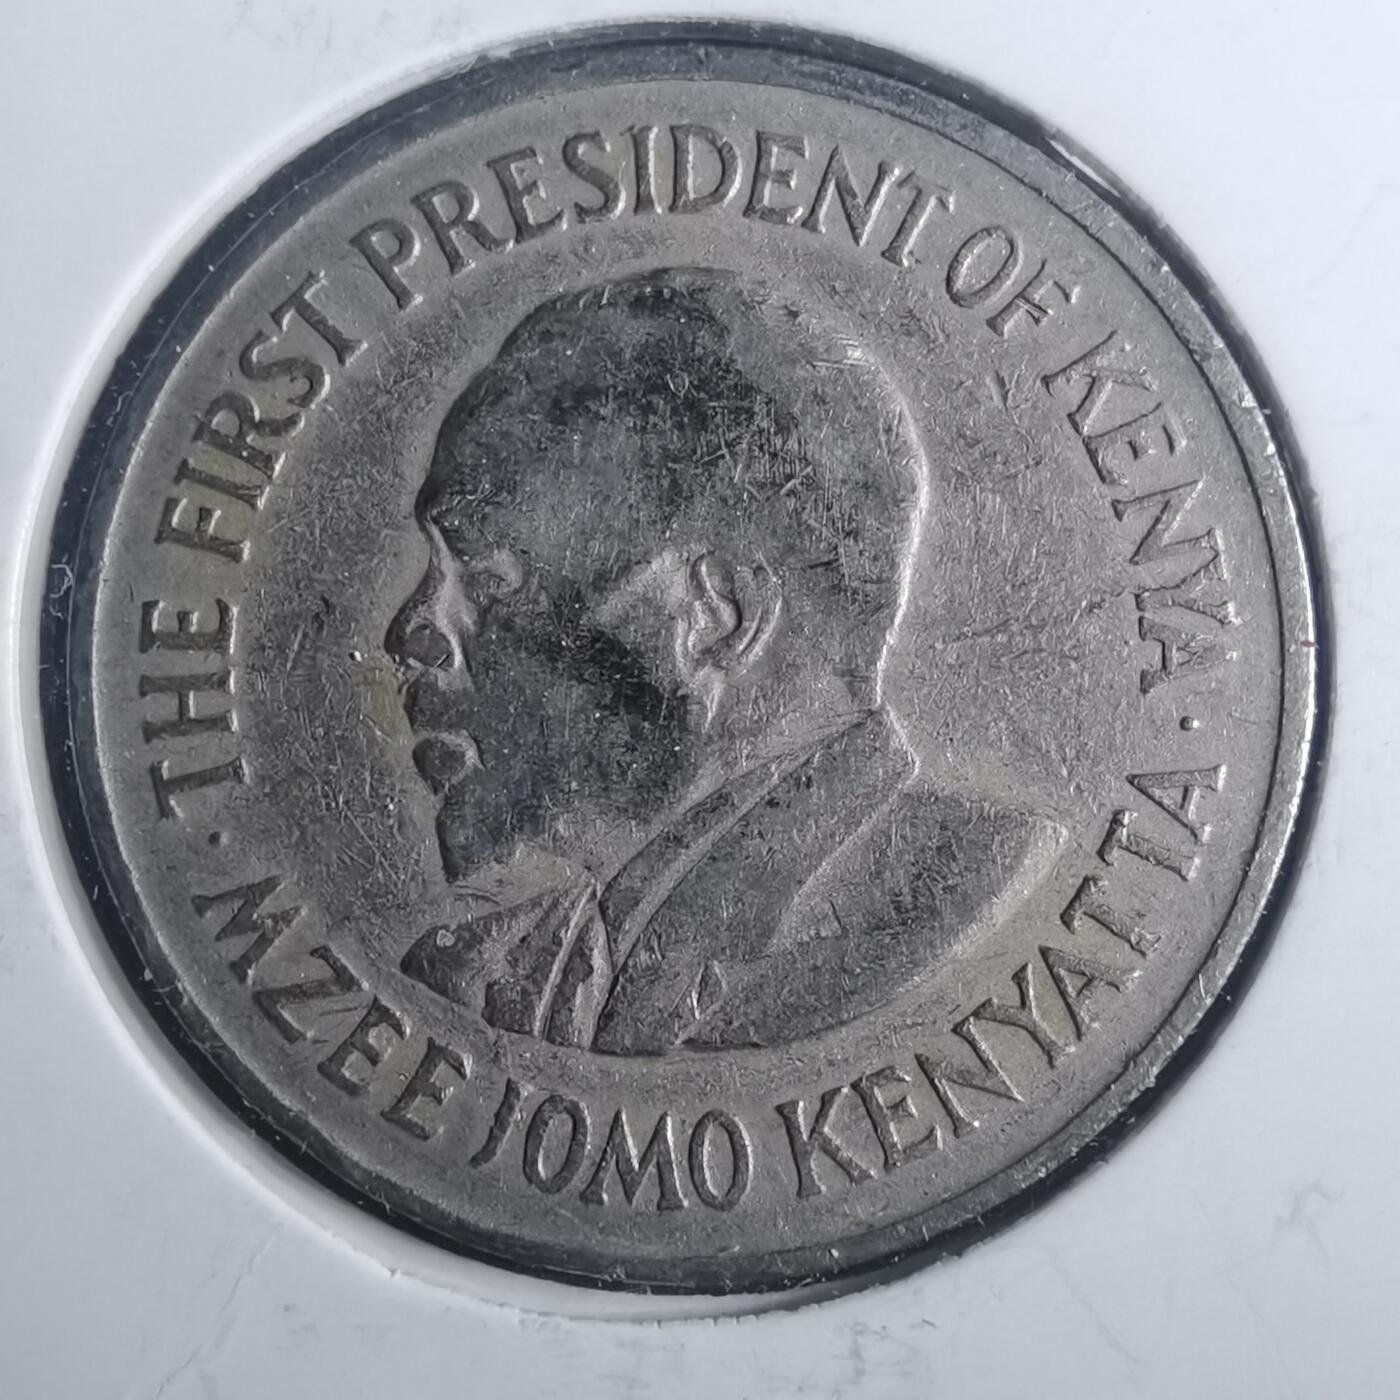 THE FIRST PRESIDENT OF KENYA ·
MZEE JOMO KENYATTA ·